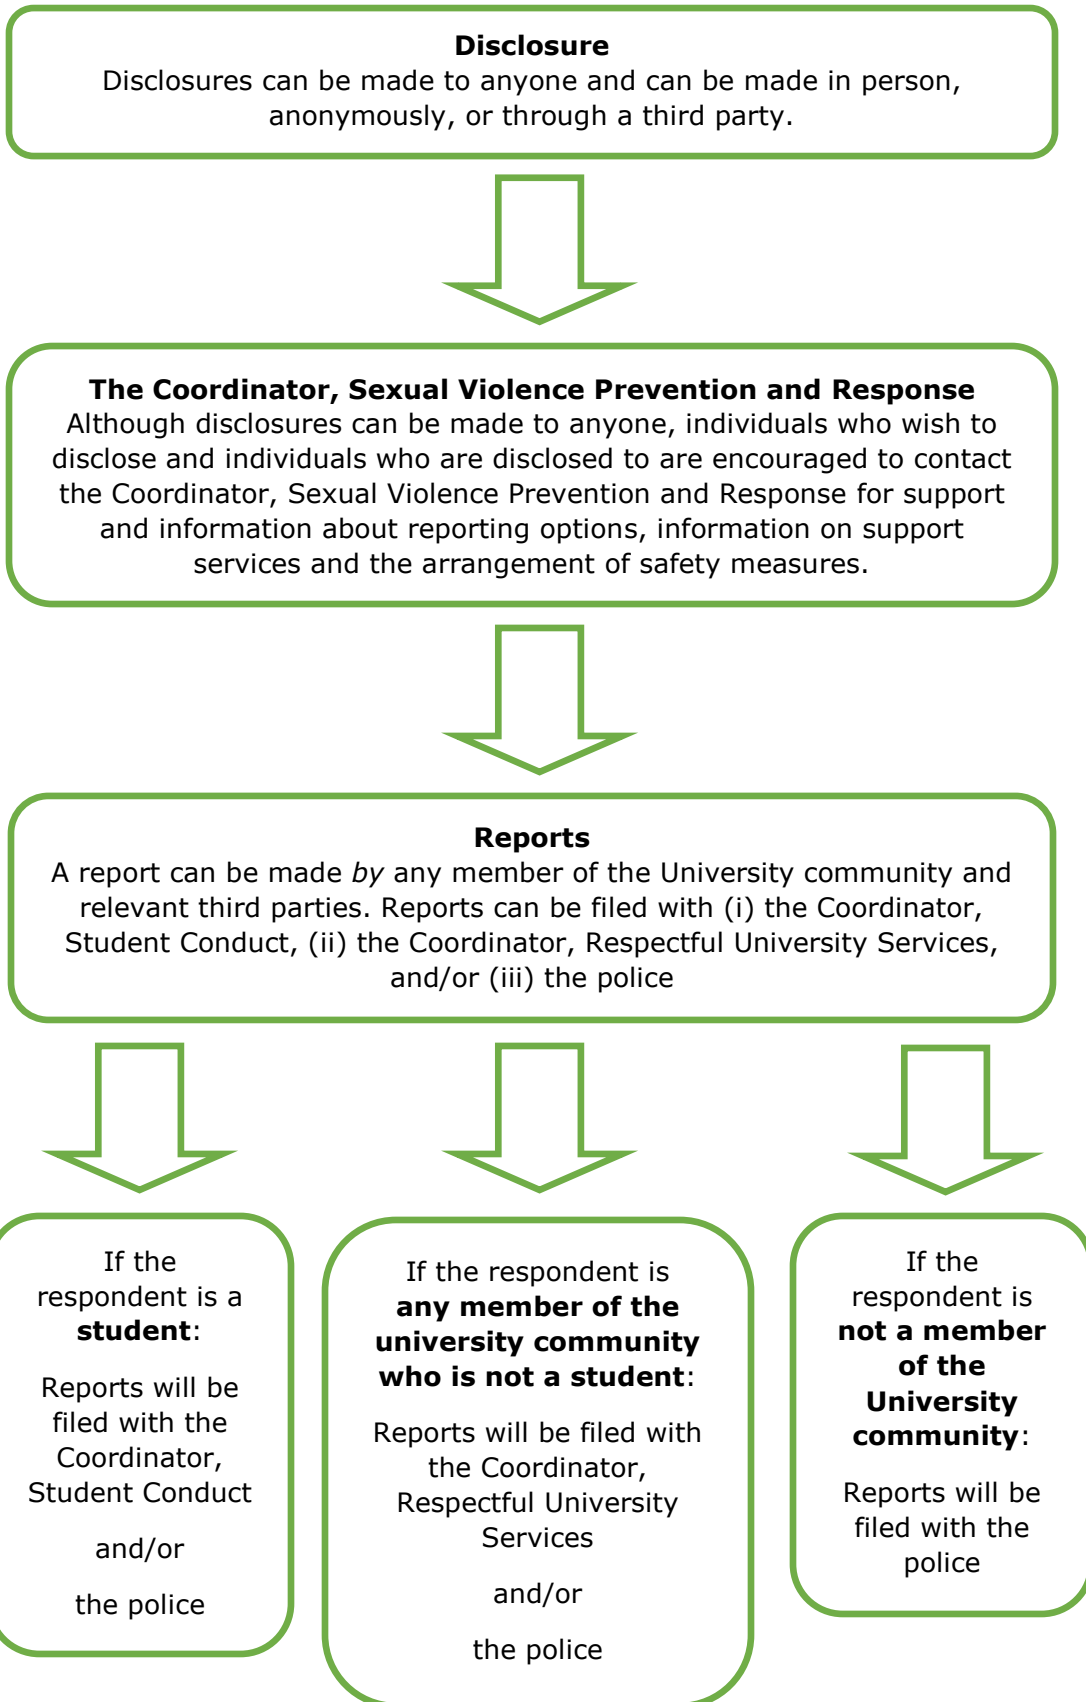 Disclosure
Disclosures can be made to anyone and can be made in person,
anonymously, or through a third party.
The Coordinator, Sexual Violence Prevention and Response
Although disclosures can be made to anyone, individuals who wish to
disclose and individuals who are disclosed to are encouraged to contact
the Coordinator, Sexual Violence Prevention and Response for support
and information about reporting options, information on support
services and the arrangement of safety measures.
Reports
A report can be made by any member of the University community and
relevant third parties. Reports can be filed with (i) the Coordinator,
Student Conduct, (ii) the Coordinator, Respectful University Services,
and/or (iii) the police
If the
respondent is a
student:
Reports will be
filed with the
Coordinator,
Student Conduct
and/or
the police
If the respondent is
any member of the
university community
who is not a student:
Reports will be filed with
the Coordinator,
Respectful University
Services
and/or
the police
If the
respondent is
not a member
of the
University
community:
Reports will be
filed with the
police